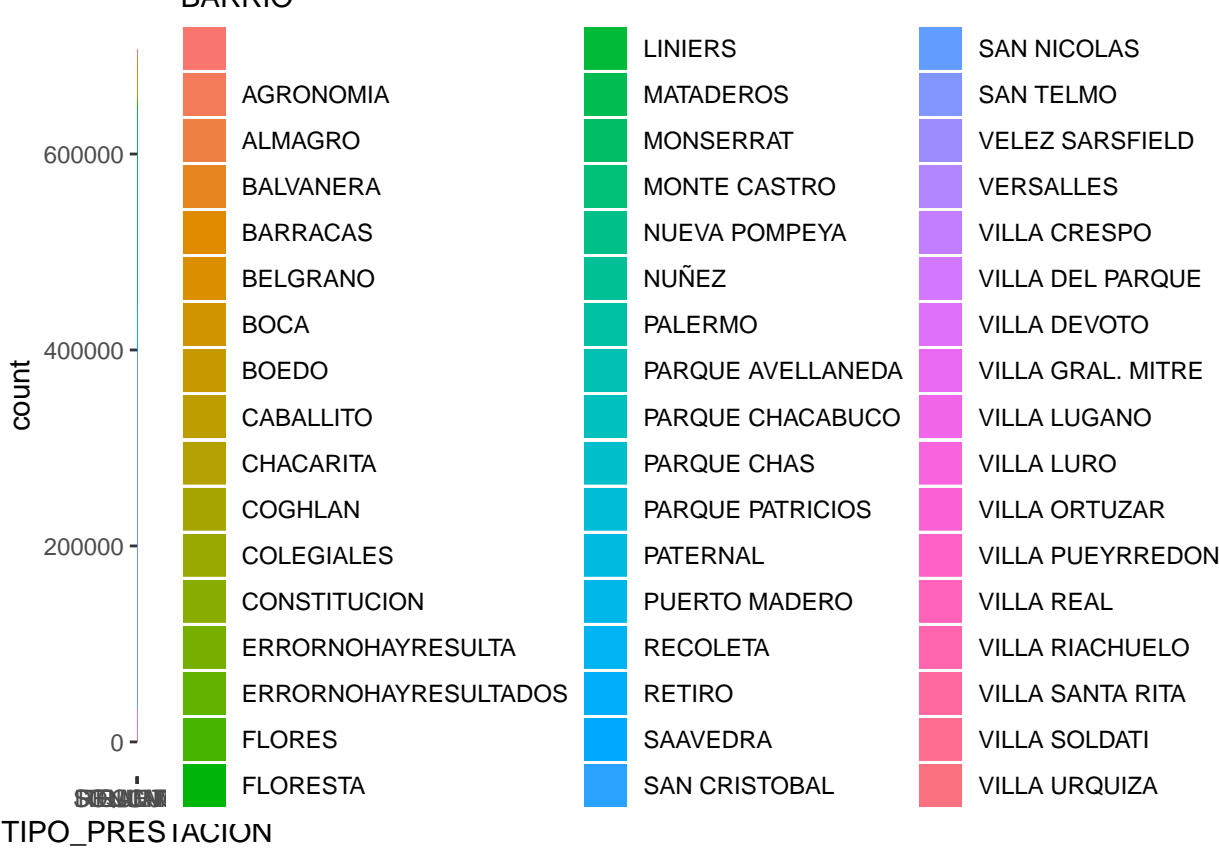 BARRIO
AGRONOMIA
ALMAGRO
BALVANERA
BARRACAS
BELGRANO
BOCA
BOEDO
CABALLITO
CHACARITA
COGHLAN
COLEGIALES
CONSTITUCION
ERRORNOHAYRESULTA
ERRORNOHAYRESULTADOS
FLORES
FLORESTA
LINIERS
MATADEROS
MONSERRAT
MONTE CASTRO
NUEVA POMPEYA
NUÑEZ
PALERMO
PARQUE AVELLANEDA
PARQUE CHACABUCO
PARQUE CHAS
PARQUE PATRICIOS
PATERNAL
PUERTO MADERO
RECOLETA
RETIRO
SAAVEDRA
SAN CRISTOBAL
SAN NICOLAS
SAN TELMO
VELEZ SARSFIELD
VERSALLES
VILLA CRESPO
VILLA DEL PARQUE
VILLA DEVOTO
VILLA GRAL. MITRE
VILLA LUGANO
VILLA LURO
VILLA ORTUZAR
VILLA PUEYRREDON
VILLA REAL
VILLA RIACHUELO
VILLA SANTA RITA
VILLA SOLDATI
VILLA URQUIZA
600000
400000
200000
0
count
TIPO_PRESTACION